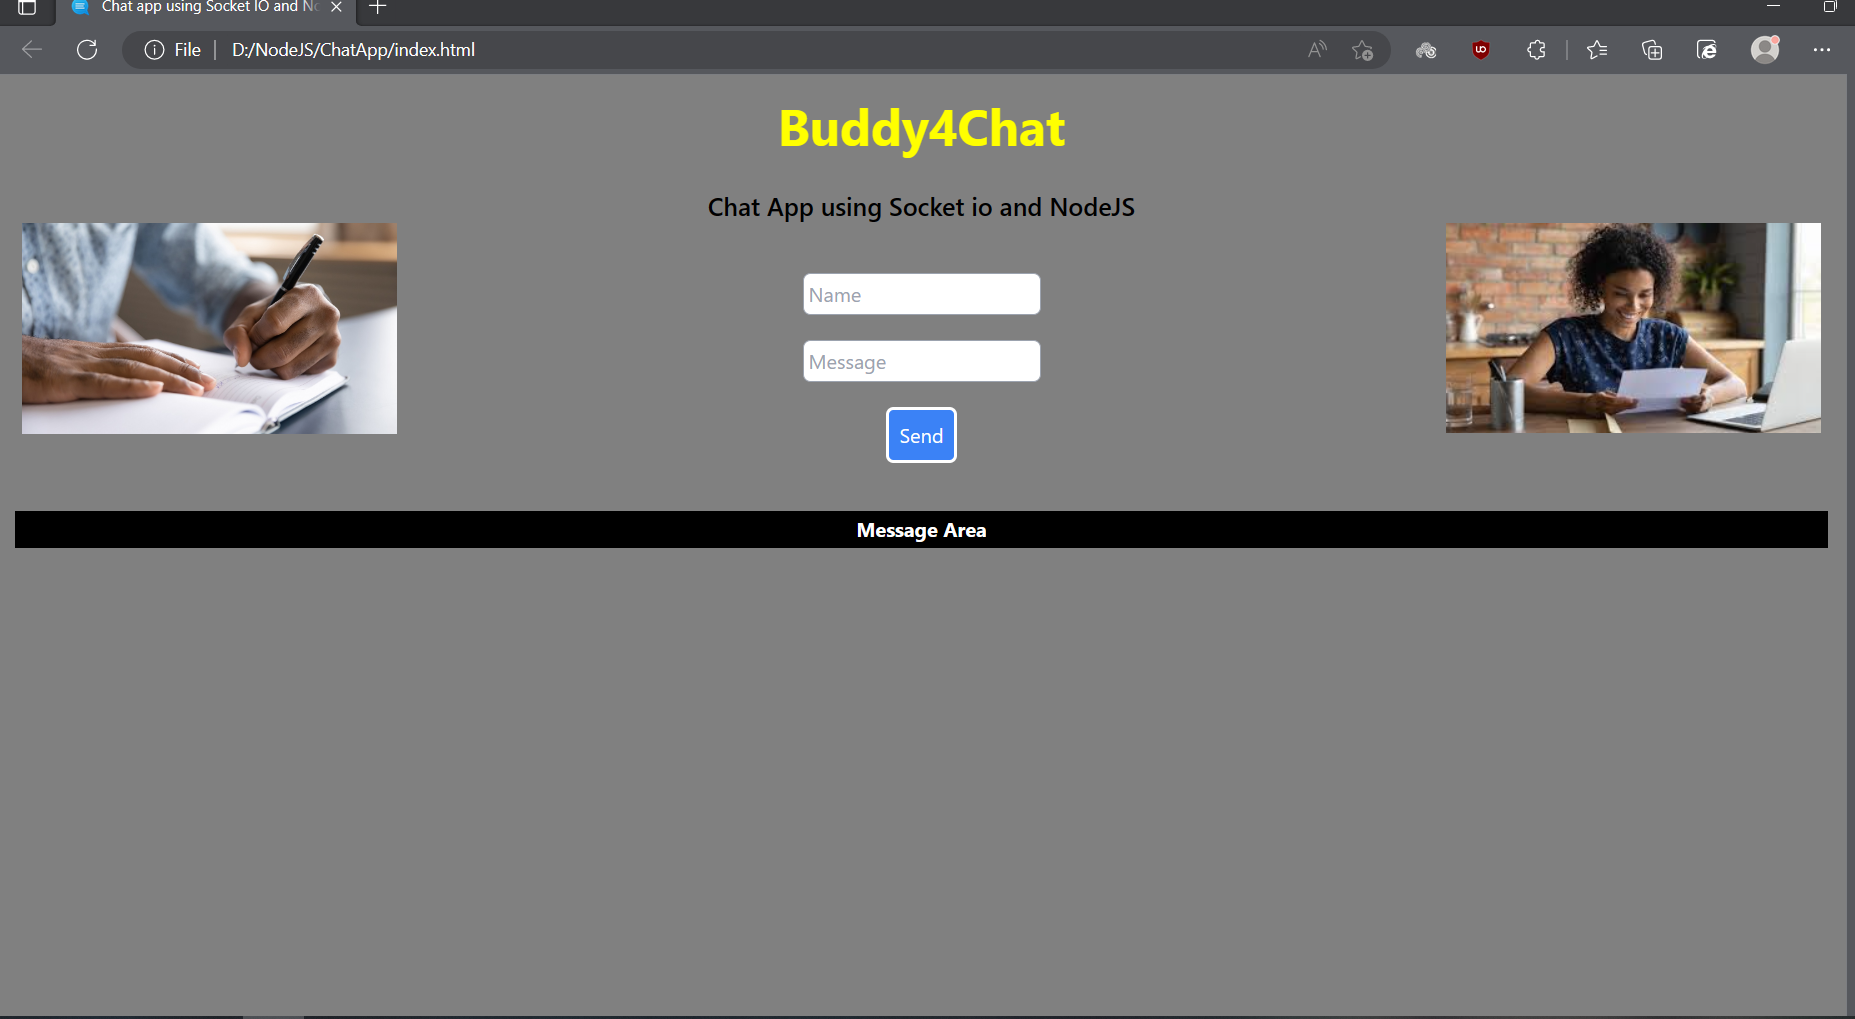 Chat app using Socket IO and No
File D:/NodeJS/ChatApp/index.html
Buddy4Chat
Chat App using Socket io and NodeJS
Name
Message
Send
Message Area